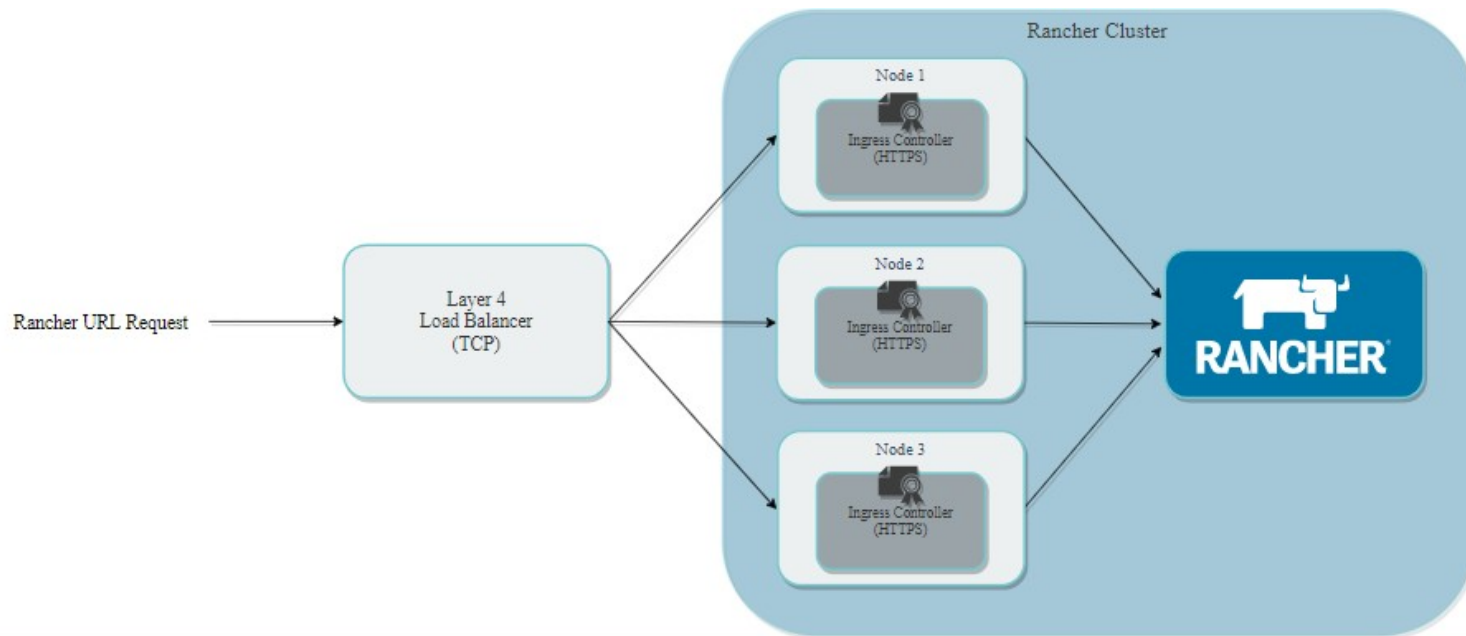 Rancher Cluster
Node 1
Ingress Controller
(HTTPS)
Rancher URL Request
Layer 4
Load Balancer
(TCP)
Node 2
Ingress Controller
(HTTPS)
Node 3
Ingress Controller
(HTTPS)
RANCHER®